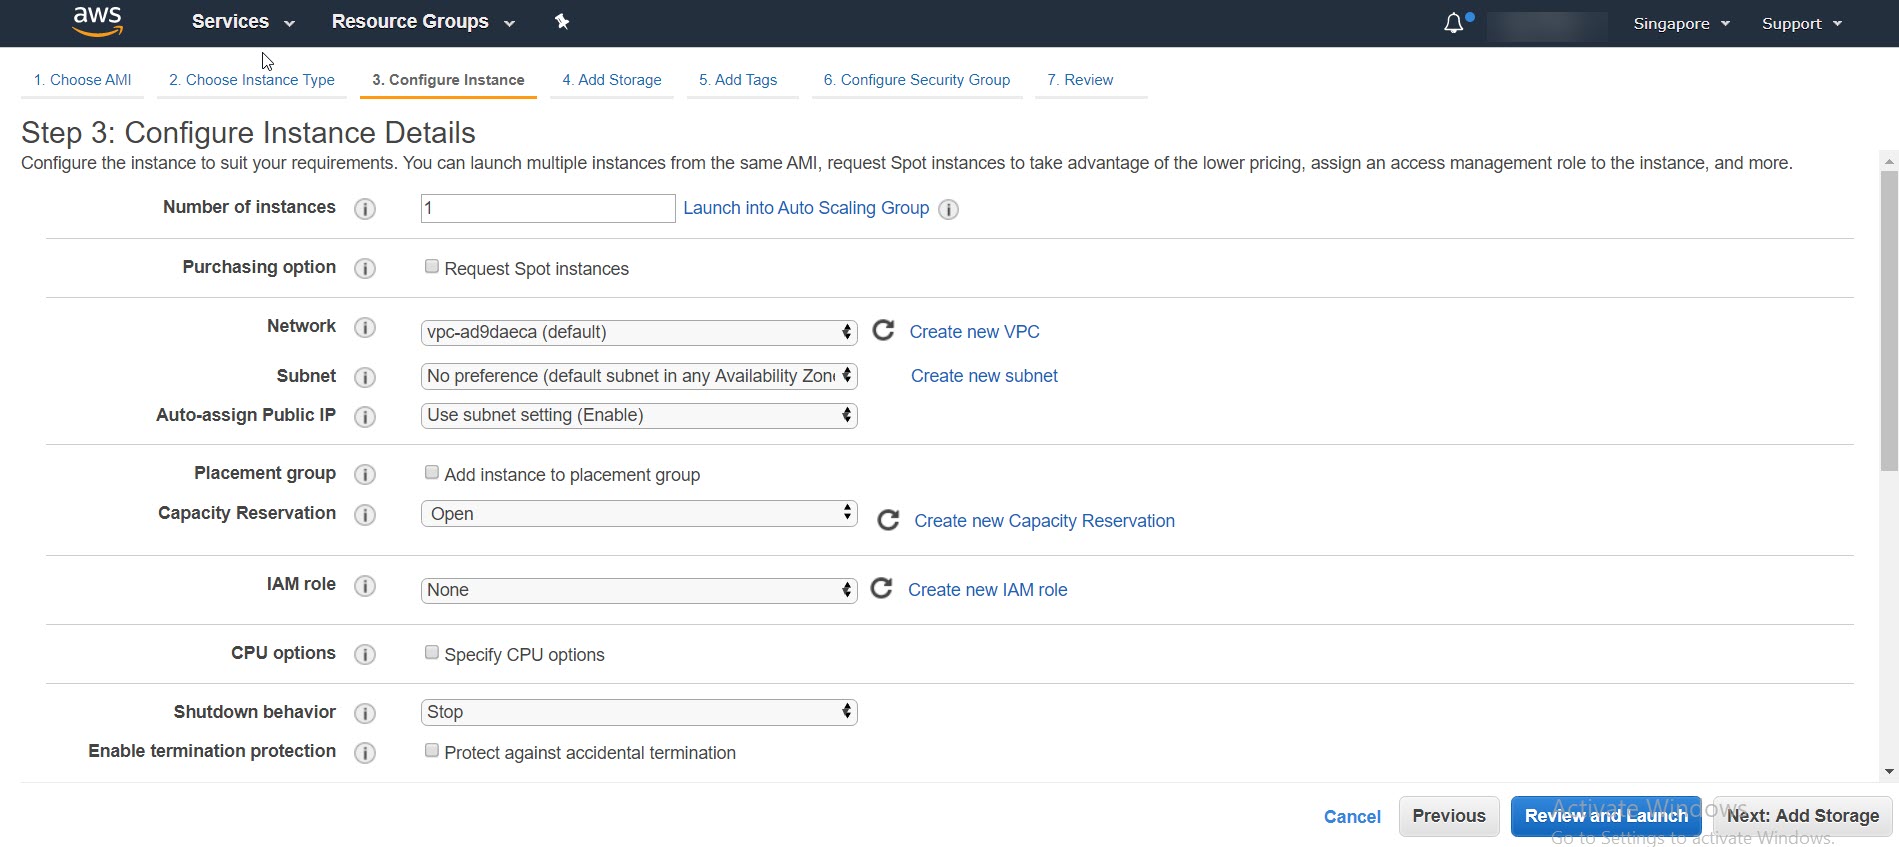 aws Services Resource Groups Singapore Support
1. Choose AMI 2. Choose Instance Type 3. Configure Instance 4. Add Storage 5. Add Tags 6. Configure Security Group 7. Review
Step 3: Configure Instance Details
Configure the instance to suit your requirements. You can launch multiple instances from the same AMI, request Spot instances to take advantage of the lower pricing, assign an access management role to the instance, and more.
Number of instances i 1 Launch into Auto Scaling Group i
Purchasing option i Request Spot instances
Network i vpc-ad9daeca (default) Create new VPC
Subnet i No preference (default subnet in any Availability Zon Create new subnet
Auto-assign Public IP i Use subnet setting (Enable)
Placement group i Add instance to placement group
Capacity Reservation i Open Create new Capacity Reservation
IAM role i None Create new IAM role
CPU options i Specify CPU options
Shutdown behavior i Stop
Enable termination protection i Protect against accidental termination
Cancel Previous Review and Launch Next: Add Storage
Activate Windows
Go to Settings to activate Windows.